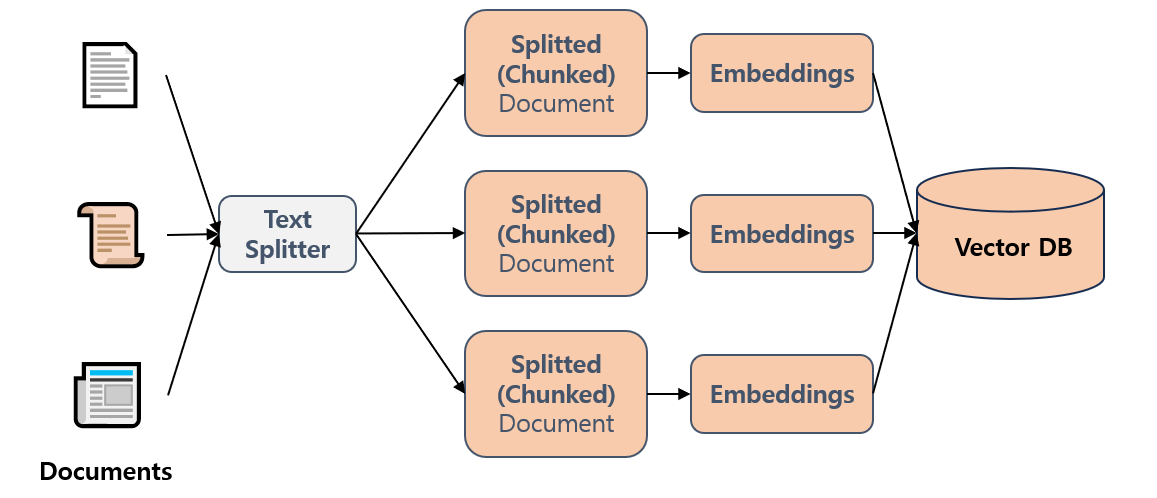 Documents
Text
Splitter
Splitted
(Chunked)
Document
Embeddings
Splitted
(Chunked)
Document
Embeddings
Splitted
(Chunked)
Document
Embeddings
Vector DB